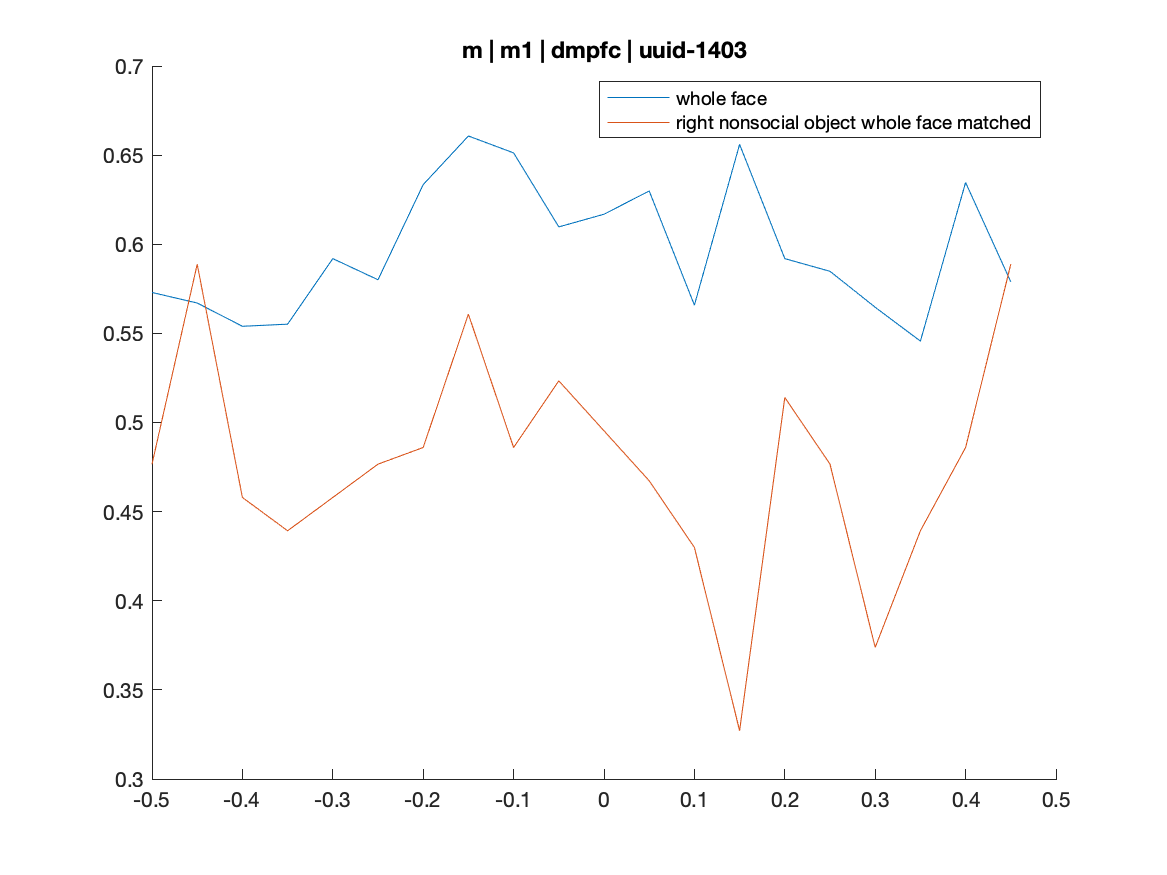 m | m1 | dmpfc | uuid-1403
whole face
right nonsocial object whole face matched
0.7
0.65
0.6
0.55
0.5
0.45
0.4
0.35
0.3
-0.5 -0.4 -0.3 -0.2 -0.1 0 0.1 0.2 0.3 0.4 0.5